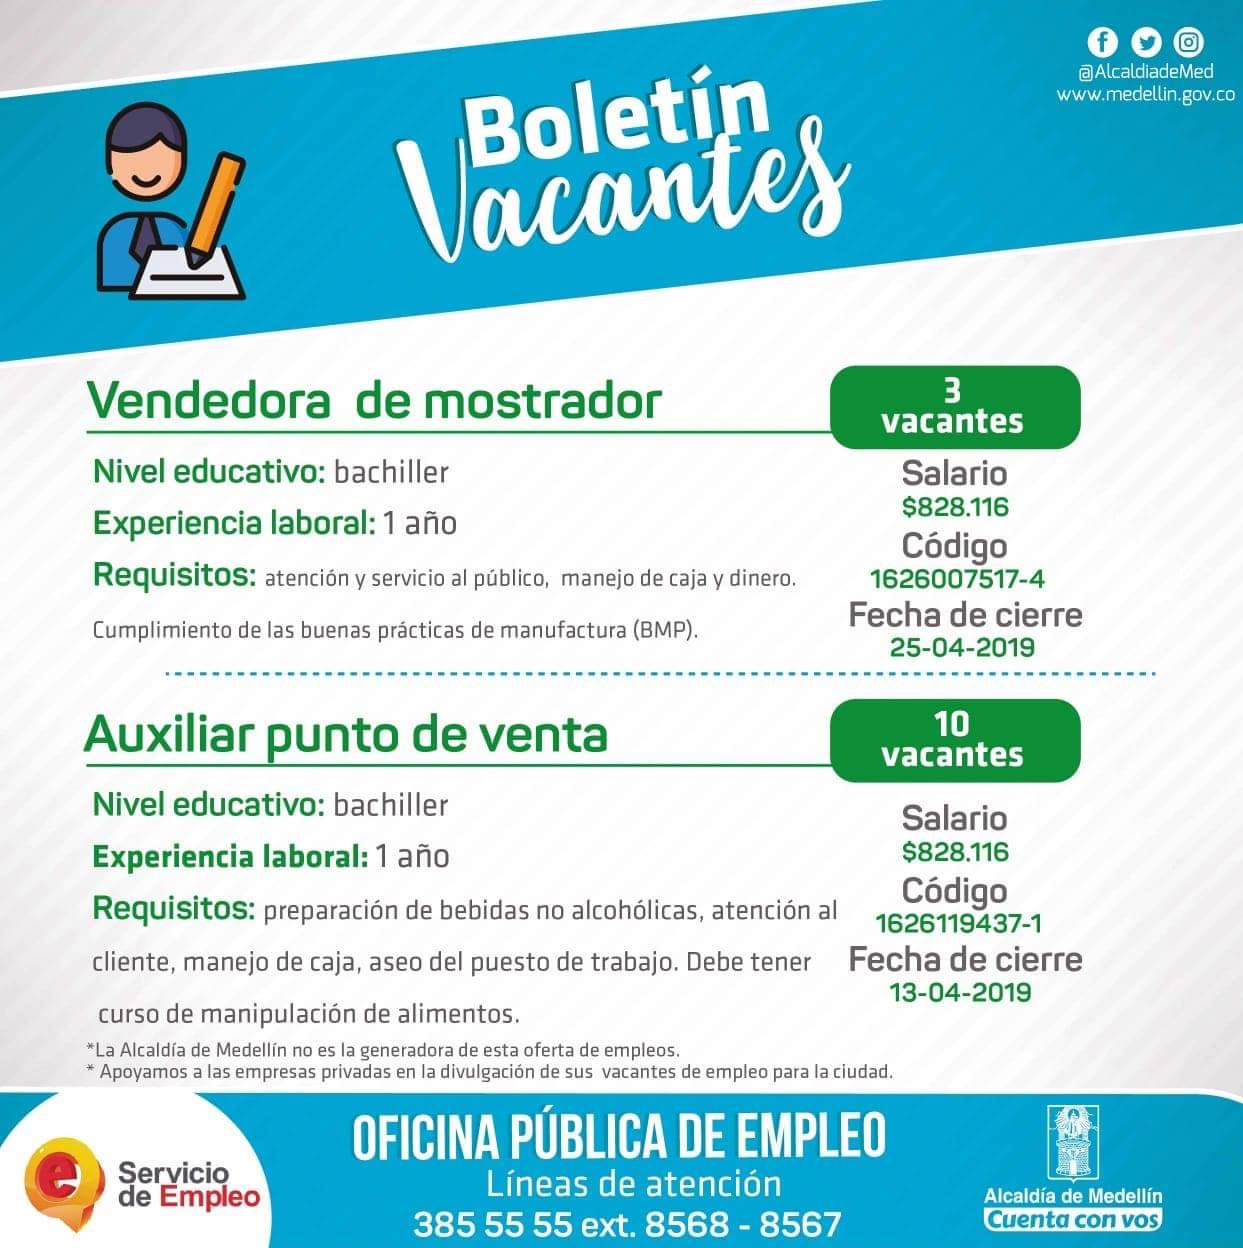 @AlcaldiadeMed
www.medellin.gov.co
Boletín
Vacantes
Vendedora de mostrador
3
vacantes
Nivel educativo: bachiller
Experiencia laboral: 1 año
Requisitos: atención y servicio al público, manejo de caja y dinero.
Cumplimiento de las buenas prácticas de manufactura (BMP).
Salario
$828.116
Código
1626007517-4
Fecha de cierre
25-04-2019
Auxiliar punto de venta
10
vacantes
Nivel educativo: bachiller
Experiencia laboral: 1 año
Requisitos: preparación de bebidas no alcohólicas, atención al
cliente, manejo de caja, aseo del puesto de trabajo. Debe tener
curso de manipulación de alimentos.
Salario
$828.116
Código
1626119437-1
Fecha de cierre
13-04-2019
*La Alcaldía de Medellín no es la generadora de esta oferta de empleos.
* Apoyamos a las empresas privadas en la divulgación de sus vacantes de empleo para la ciudad.
e
Servicio
de Empleo
OFICINA PÚBLICA DE EMPLEO
Líneas de atención
385 55 55 ext. 8568 - 8567
Alcaldía de Medellín
Cuenta con vos